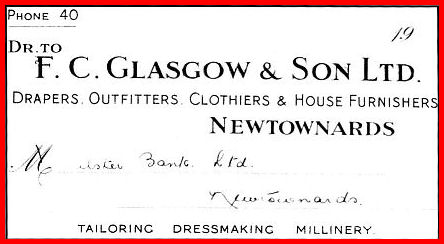 PHONE 40
19
DR. TO
F. C. GLASGOW & SON LTD.
DRAPERS, OUTFITTERS, CLOTHIERS & HOUSE FURNISHERS
NEWTOWNARDS
M Ulster Bank Ltd.
Newtownards.
TAILORING DRESSMAKING MILLINERY.